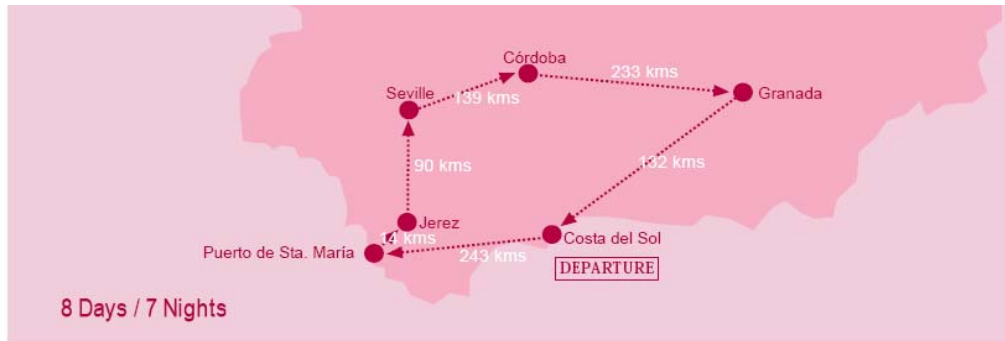 Córdoba
233 kms
Seville
139 kms
Granada
90 kms
132 kms
Jerez
14 kms
Puerto de Sta. María
243 kms
Costa del Sol
DEPARTURE
8 Days / 7 Nights